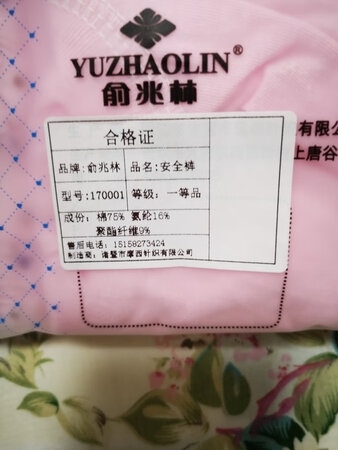 YUZHAOLIN®
俞兆林
有限公
上唐谷
合格证
品牌:俞兆林 品名:安全裤
型号:170001 等级：一等品
成份：棉75% 氨纶16%
聚酯纤维9%
售后电话:15158273424
制造商:诸暨市摩西针织有限公司